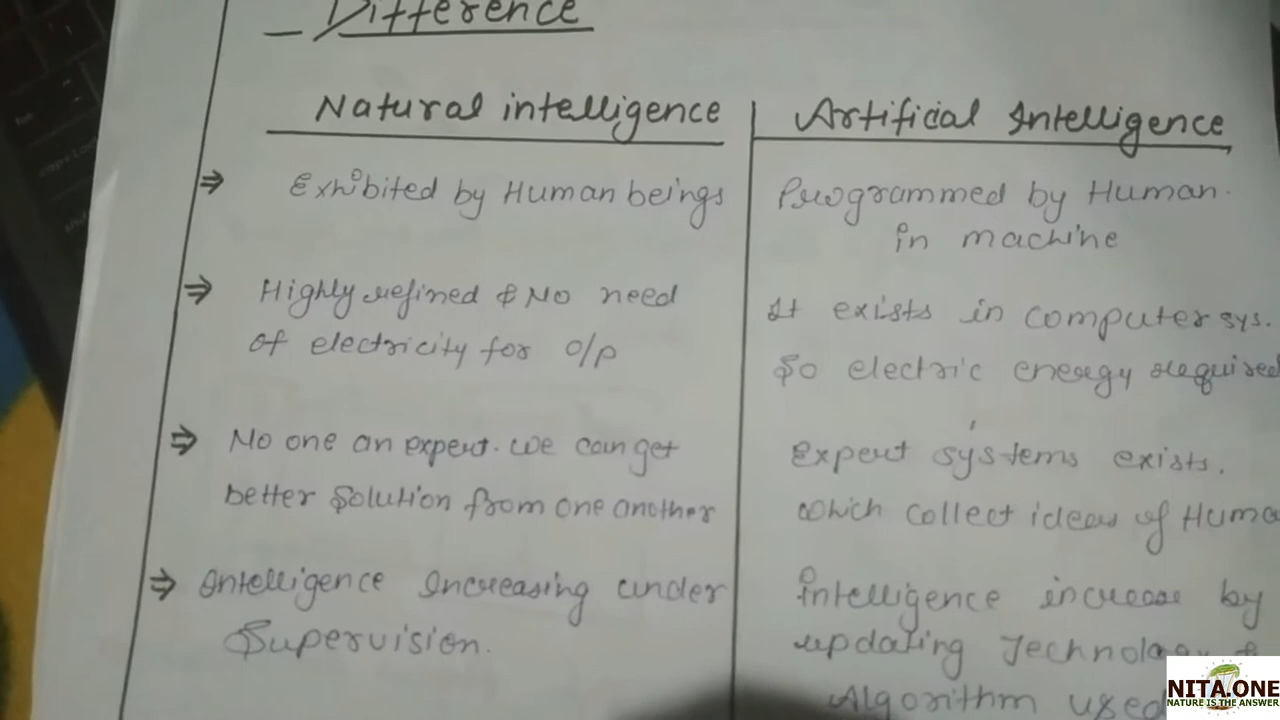 Difference
Natural intelligence
Artificial Intelligence
⇒ Exhibited by Human beings
Programmed by Human.
in machine
⇒ Highly refined & No need
of electricity for o/p
It exists in computer sys.
So electric energy required
⇒ No one an expert. we can get
better solution from one another
Expert systems exists.
Which collect ideas of Huma
⇒ Intelligence Increasing under
Supervision.
intelligence increase by
updating Technology &
Algorithm used
NITA.ONE
NATURE IS THE ANSWER